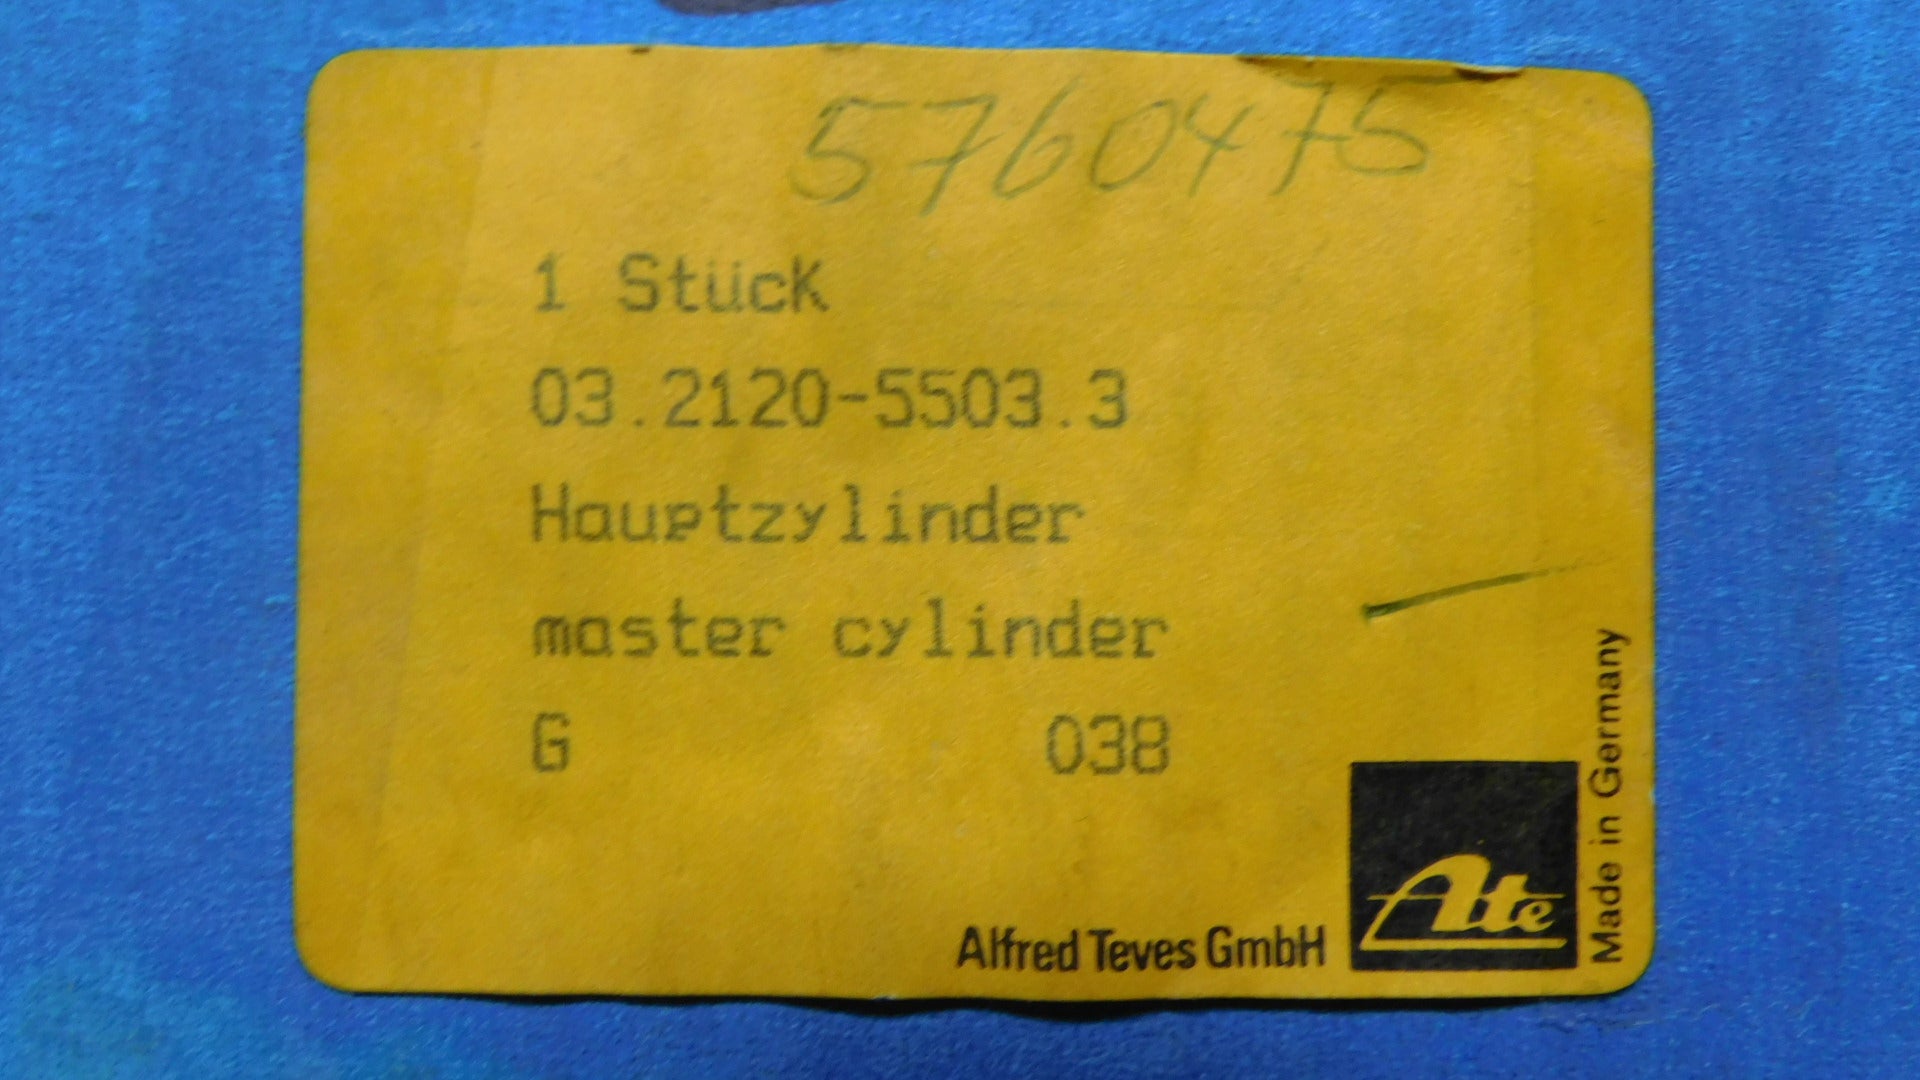 5760475
1 Stück
03.2120-5503.3
Hauptzylinder
master cylinder
G 038
Alfred Teves GmbH
Ate
Made in Germany